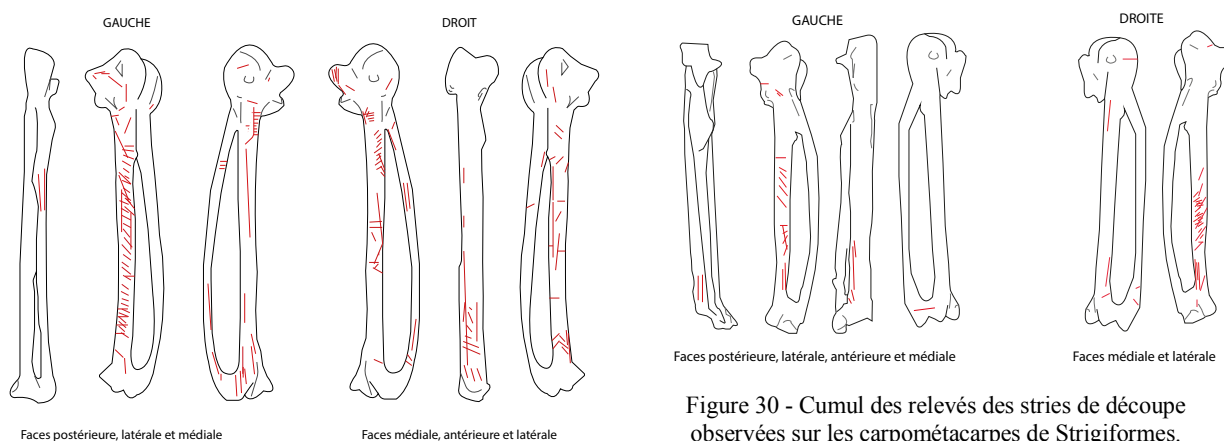 GAUCHE
DROIT
Faces postérieure, latérale et médiale
Faces médiale, antérieure et latérale
GAUCHE
DROITE
Faces postérieure, latérale, antérieure et médiale
Faces médiale et latérale
Figure 30 - Cumul des relevés des stries de découpe
observées sur les carpométacarpes de Strigiformes.